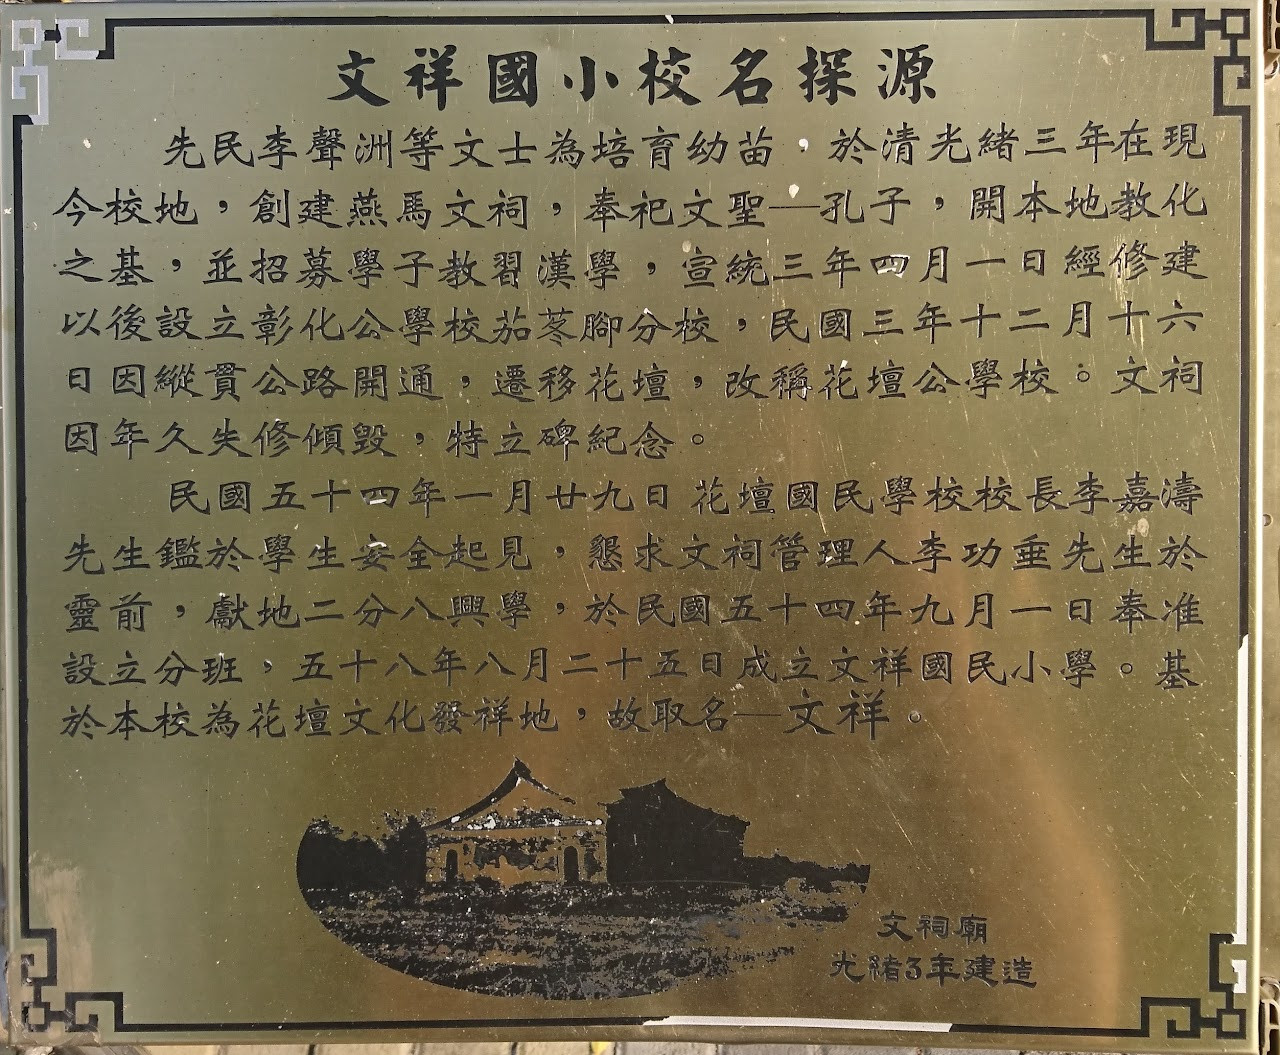 文祥國小校名探源
先民李聲洲等文士為培育幼苗，於清光緒三年在現
今校地，創建燕馬文祠，奉祀文聖—孔子，開本地教化
之基，並招募學子教習漢學，宣統三年四月一日經修建
以後設立彰化公學校茄苳腳分校，民國三年十二月十六
日因縱貫公路開通，遷移花壇，改稱花壇公學校。文祠
因年久失修傾毀，特立碑紀念。
民國五十四年一月廿九日花壇國民學校校長李嘉濤
先生鑑於學生安全起見，懇求文祠管理人李功垂先生於
靈前，獻地二分八興學，於民國五十四年九月一日奉准
設立分班，五十八年八月二十五日成立文祥國民小學。基
於本校為花壇文化發祥地，故取名—文祥。
文祠廟
光緒3年建造